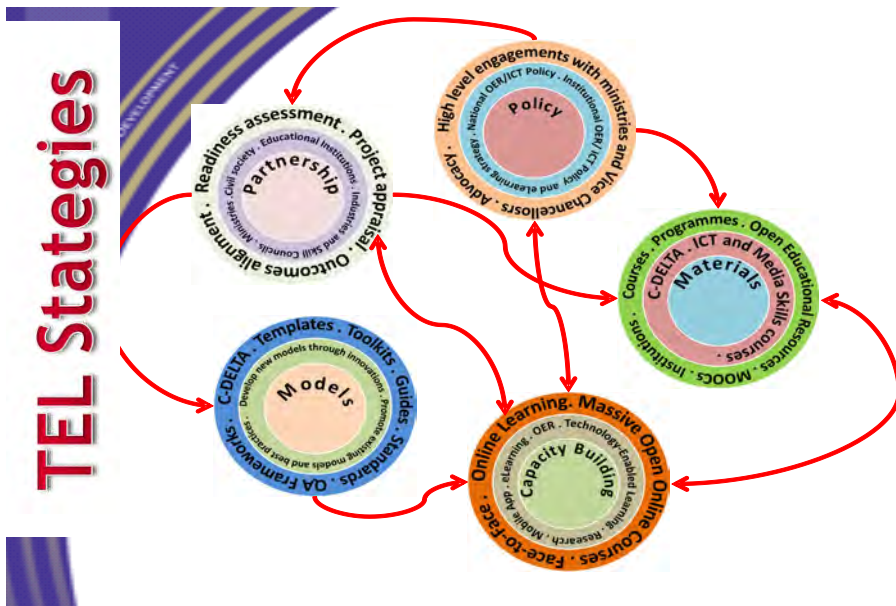 TEL Stategies
DEVELOPMENT
Readiness assessment . Project appraisal. Outcomes alignment .
Ministries . Civil society . Educational Institutions . Industries and Skill Councils .
Partnership
High level engagements with ministries and Vice Chancellosrs . Advocacy .
National OER/ICT Policy . Institutional OER/ ICT Policy and eLearning strategy .
Policy
Courses . Programmes . Open Educational Resources . MOOCs . Institutions .
C-DELTA . ICT and Media Skills courses .
Materials
C-DELTA . Templates . Toolkits . Guides . Standards . QA Frameworks .
Develop new models through innovations . Promote existing models and best practices .
Models
Online Learning. Massive Open Online Courses . Face-to-Face .
Mobile App . eLearning . OER . Technology-Enabled Learning . Research .
Capacity Building